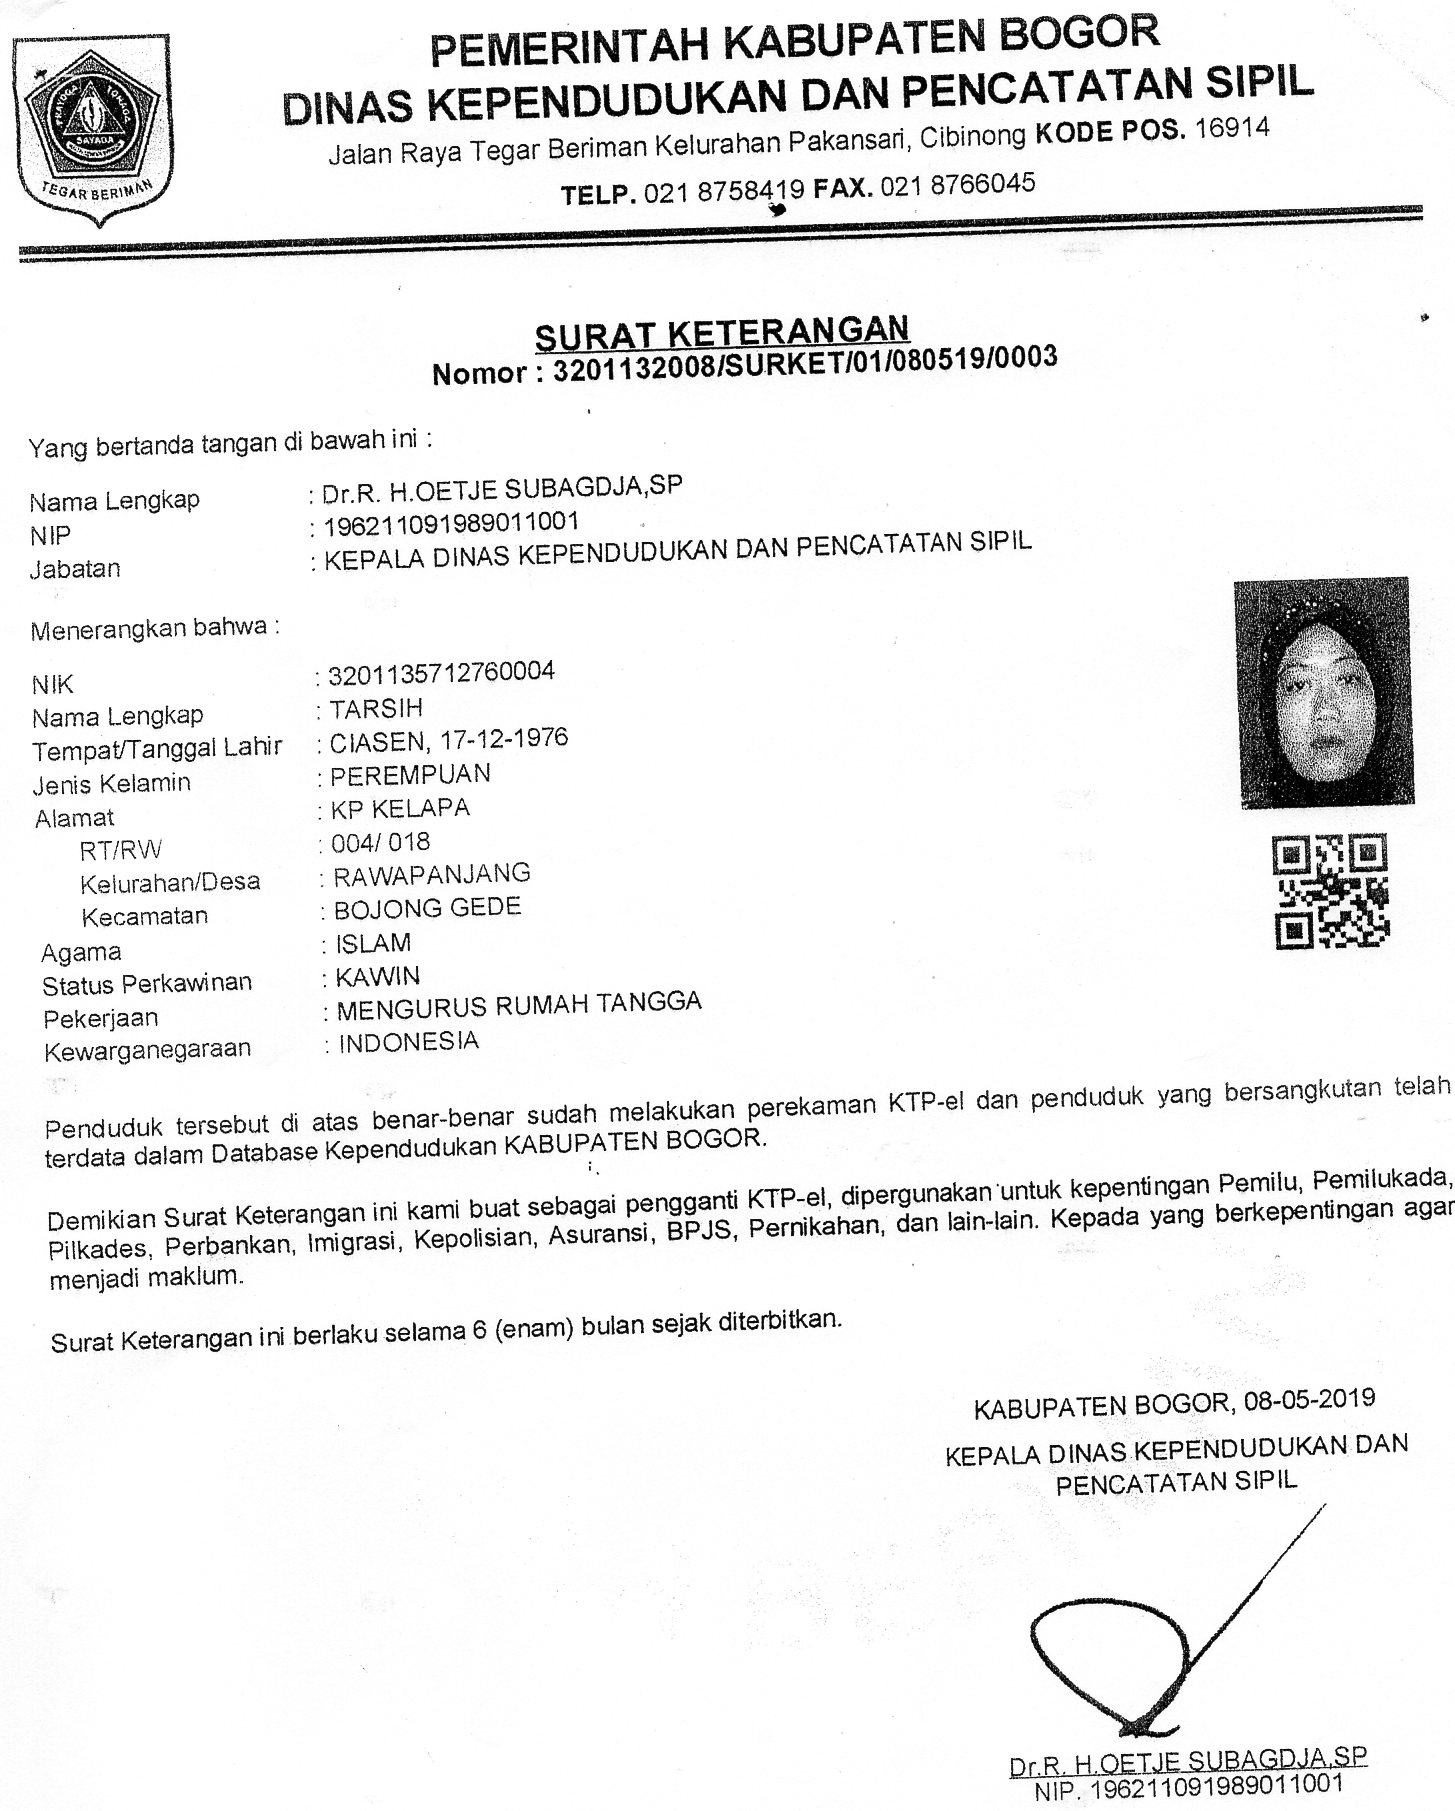 PEMERINTAH KABUPATEN BOGOR
DINAS KEPENDUDUKAN DAN PENCATATAN SIPIL
Jalan Raya Tegar Beriman Kelurahan Pakansari, Cibinong KODE POS. 16914
TELP. 021 8758419 FAX. 021 8766045
SAYAGA
TEGAR BERIMAN
SURAT KETERANGAN
Nomor : 3201132008/SURKET/01/080519/0003
Yang bertanda tangan di bawah ini :
Nama Lengkap : Dr.R. H.OETJE SUBAGDJA,SP
NIP : 196211091989011001
Jabatan : KEPALA DINAS KEPENDUDUKAN DAN PENCATATAN SIPIL
Menerangkan bahwa :
NIK : 3201135712760004
Nama Lengkap : TARSIH
Tempat/Tanggal Lahir : CIASEN, 17-12-1976
Jenis Kelamin : PEREMPUAN
Alamat : KP KELAPA
RT/RW : 004/ 018
Kelurahan/Desa : RAWAPANJANG
Kecamatan : BOJONG GEDE
Agama : ISLAM
Status Perkawinan : KAWIN
Pekerjaan : MENGURUS RUMAH TANGGA
Kewarganegaraan : INDONESIA
Penduduk tersebut di atas benar-benar sudah melakukan perekaman KTP-el dan penduduk yang bersangkutan telah
terdata dalam Database Kependudukan KABUPATEN BOGOR.
Demikian Surat Keterangan ini kami buat sebagai pengganti KTP-el, dipergunakan untuk kepentingan Pemilu, Pemilukada,
Pilkades, Perbankan, Imigrasi, Kepolisian, Asuransi, BPJS, Pernikahan, dan lain-lain. Kepada yang berkepentingan agar
menjadi maklum.
Surat Keterangan ini berlaku selama 6 (enam) bulan sejak diterbitkan.
KABUPATEN BOGOR, 08-05-2019
KEPALA DINAS KEPENDUDUKAN DAN
PENCATATAN SIPIL
Dr.R. H.OETJE SUBAGDJA,SP
NIP. 196211091989011001